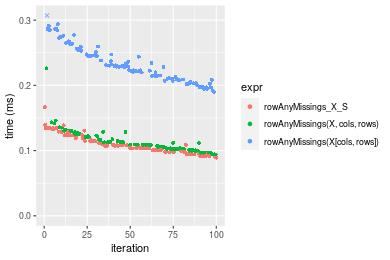 0.3
0.2
0.1
0.0
0
25
50
75
100
iteration
time (ms)
expr
rowAnyMissings_X_S
rowAnyMissings(X, cols, rows)
rowAnyMissings(X[cols, rows])